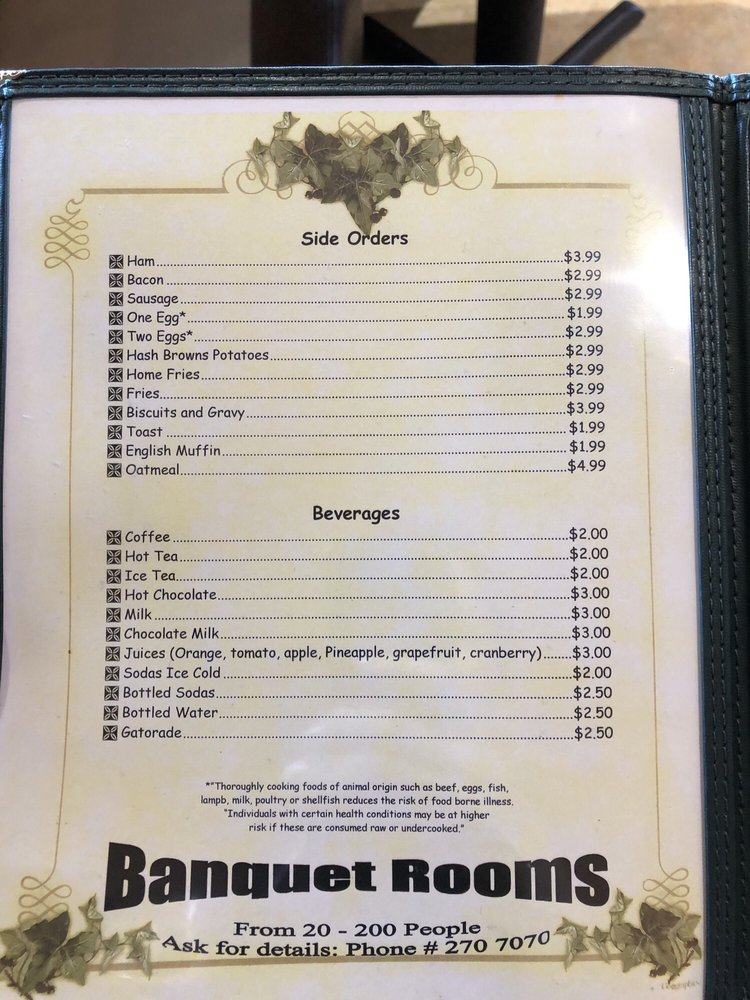 Side Orders
Ham $3.99
Bacon $2.99
Sausage $2.99
One Egg* $1.99
Two Eggs* $2.99
Hash Browns Potatoes $2.99
Home Fries $2.99
Fries $2.99
Biscuits and Gravy $3.99
Toast $1.99
English Muffin $1.99
Oatmeal $4.99
Beverages
Coffee $2.00
Hot Tea $2.00
Ice Tea $2.00
Hot Chocolate $3.00
Milk $3.00
Chocolate Milk $3.00
Juices (Orange, tomato, apple, Pineapple, grapefruit, cranberry) $3.00
Sodas Ice Cold $2.00
Bottled Sodas $2.50
Bottled Water $2.50
Gatorade $2.50
*"Thoroughly cooking foods of animal origin such as beef, eggs, fish,
lampb, milk, poultry or shellfish reduces the risk of food borne illness.
"Individuals with certain health conditions may be at higher
risk if these are consumed raw or undercooked."
Banquet Rooms
From 20 - 200 People
Ask for details: Phone # 270 7070